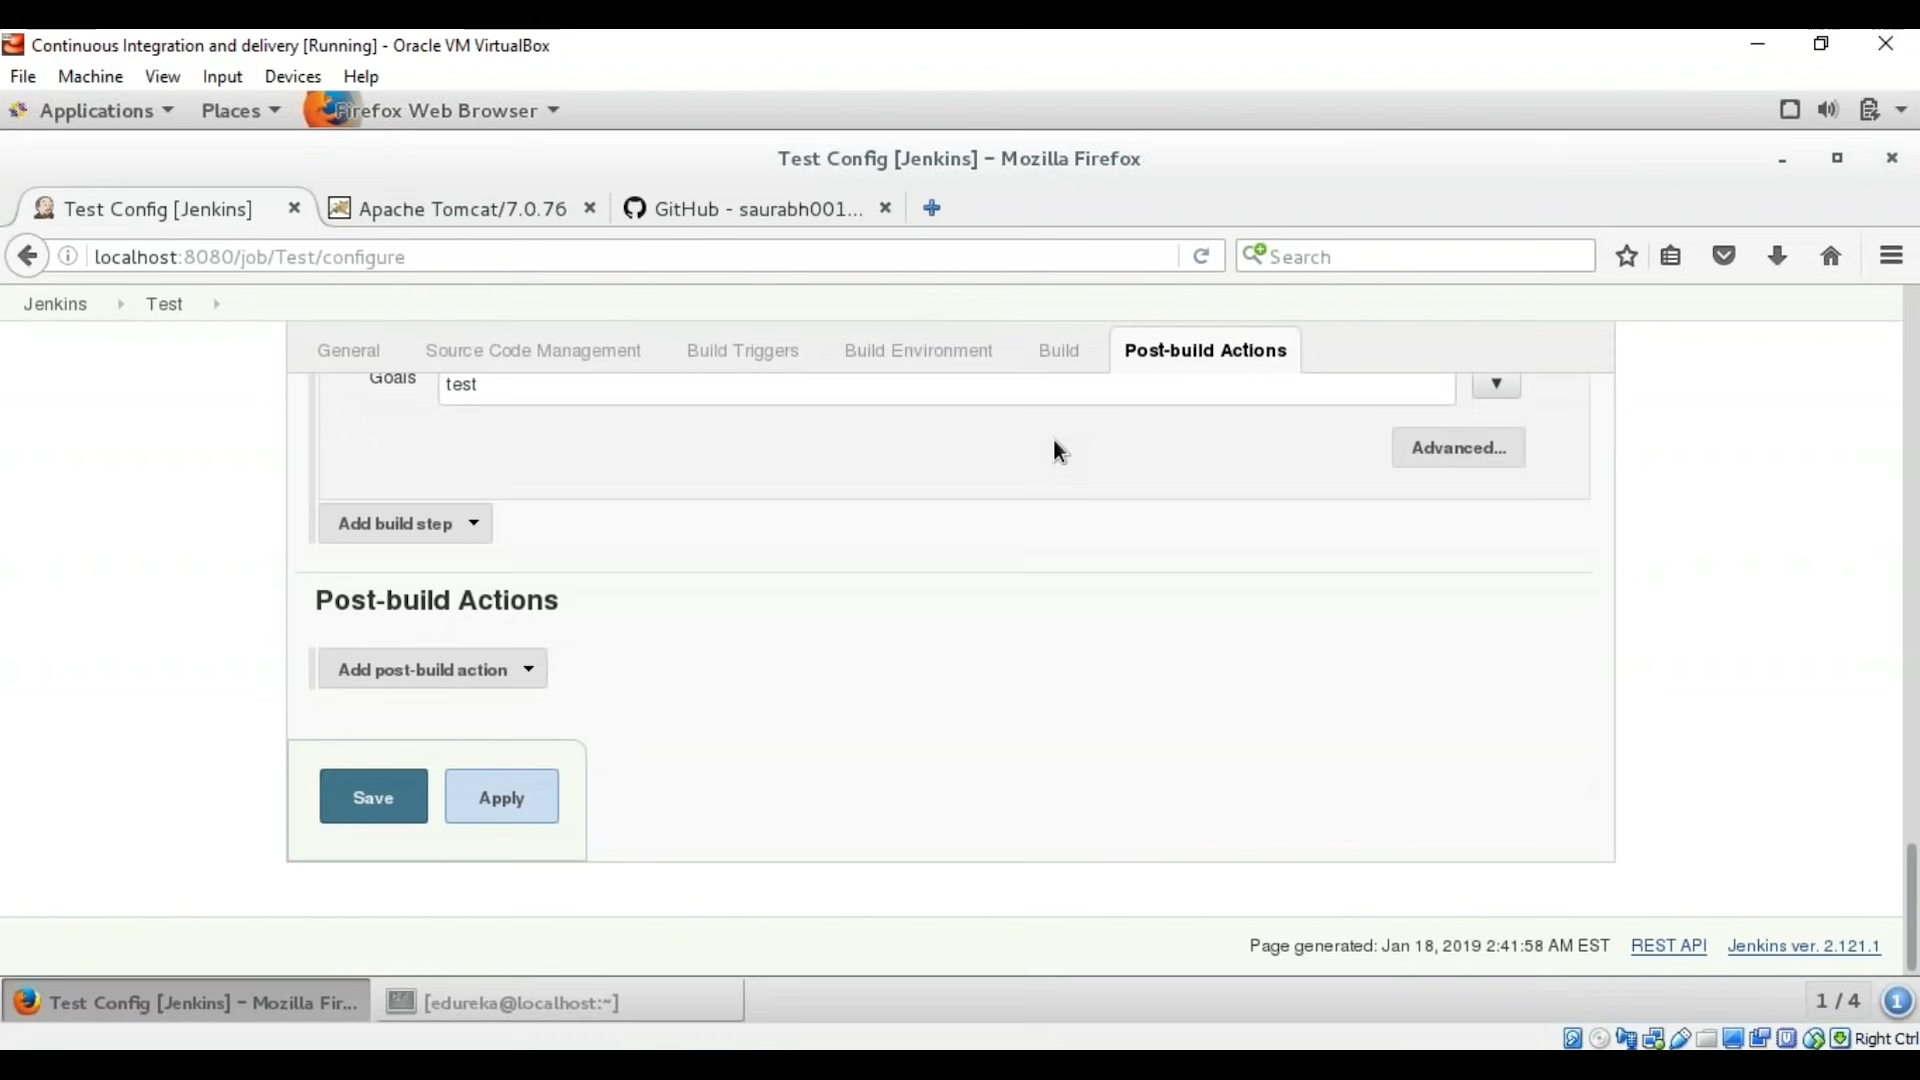 Continuous Integration and delivery [Running] - Oracle VM VirtualBox
File Machine View Input Devices Help
Applications Places Firefox Web Browser
Test Config [Jenkins] – Mozilla Firefox
Test Config [Jenkins] Apache Tomcat/7.0.76 GitHub - saurabh001...
localhost:8080/job/Test/configure Search
Jenkins Test
General Source Code Management Build Triggers Build Environment Build Post-build Actions
Goals test
Advanced...
Add build step
Post-build Actions
Add post-build action
Save Apply
Page generated: Jan 18, 2019 2:41:58 AM EST REST API Jenkins ver. 2.121.1
Test Config [Jenkins] – Mozilla Fir... [edureka@localhost:~] 1 / 4 1
Right Ctrl